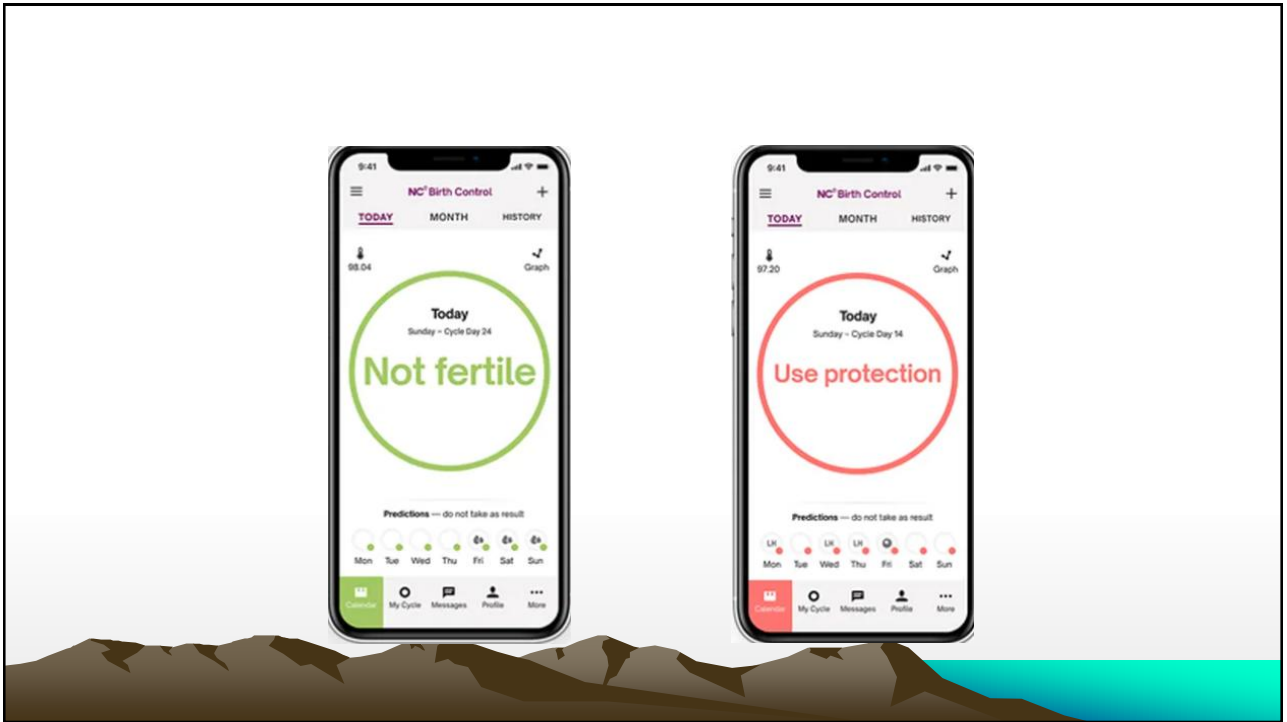 9:41
NC° Birth Control
TODAY MONTH HISTORY
98.04 Graph
Today
Sunday – Cycle Day 24
Not fertile
Predictions — do not take as result
Mon Tue Wed Thu Fri Sat Sun
Calendar My Cycle Messages Profile More
9:41
NC° Birth Control
TODAY MONTH HISTORY
97.20 Graph
Today
Sunday – Cycle Day 14
Use protection
Predictions — do not take as result
LH LH LH
Mon Tue Wed Thu Fri Sat Sun
Calendar My Cycle Messages Profile More